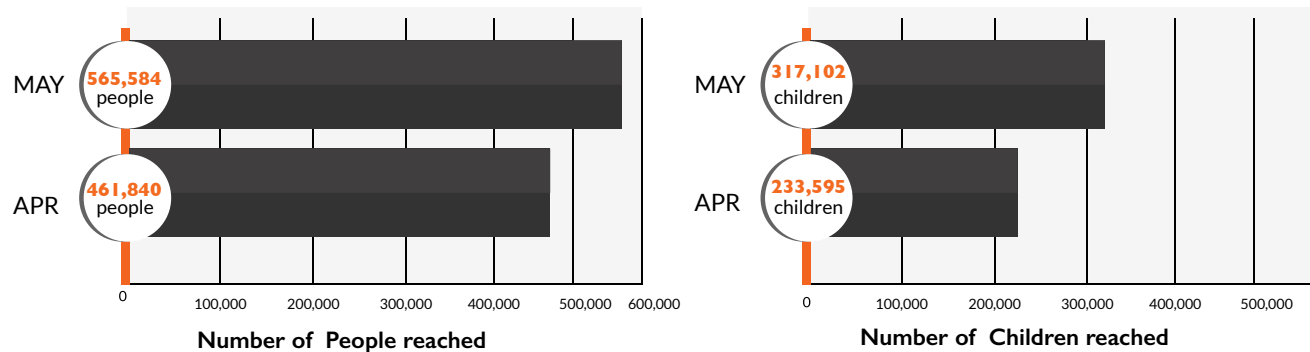 MAY
565,584
people
APR
461,840
people
0
100,000
200,000
300,000
400,000
500,000
600,000
Number of People reached
MAY
317,102
children
APR
233,595
children
0
100,000
200,000
300,000
400,000
500,000
Number of Children reached